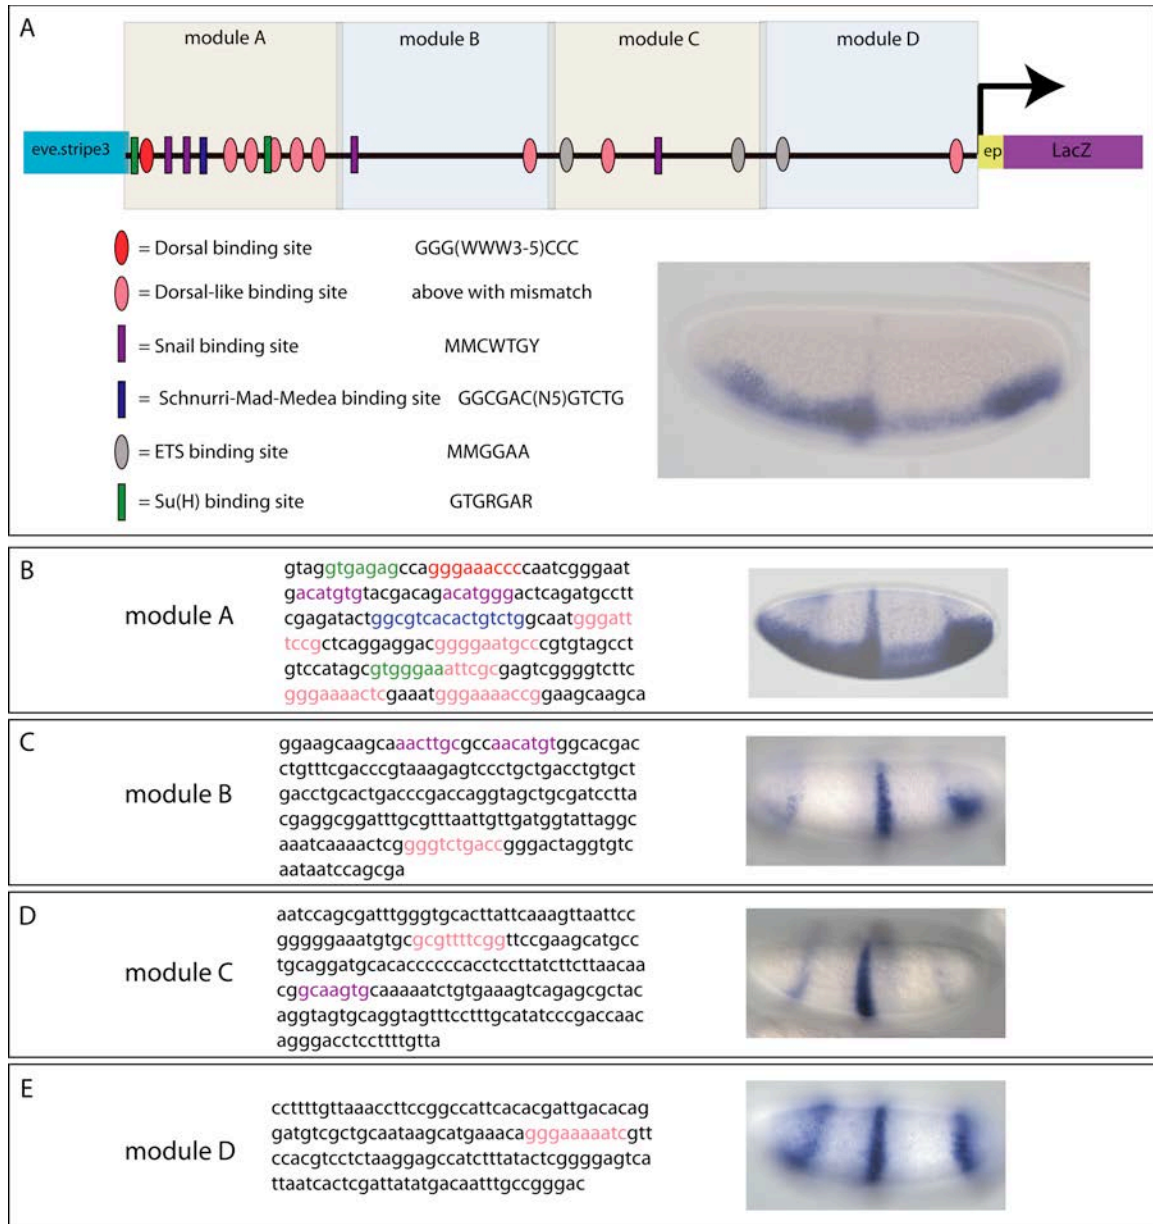 A
module A
module B
module C
module D
eve.stripe3
ep
LacZ
= Dorsal binding site GGG(WWW3-5)CCC
= Dorsal-like binding site above with mismatch
= Snail binding site MMCWTGY
= Schnurri-Mad-Medea binding site GGCGAC(N5)GTCTG
= ETS binding site MMGGAA
= Su(H) binding site GTGRGAR
B
module A
gtaggtgagagccagggaaaccccaatcgggaat
gacatgtgtacgacagacatgggactcagatgcctt
cgagatactggcgtcacactgtctggcaatgggatt
tccgctcaggaggacggggaatgcccgtgtagcct
gtccatagcgtgggaaattcgcgagtcggggtcttc
gggaaaactcgaaatgggaaaaccggaagcaagca
C
module B
ggaagcaagcaaacttgcgccaacatgtggcacgac
ctgtttcgacccgtaaagagtccctgctgacctgtgct
gacctgcactgacccgaccaggtagctgcgatcctta
cgaggcggatttgcgtttaattgttgatggtattaggc
aaatcaaaactcggggtctgaccgggactaggtgtc
aataatccagcga
D
module C
aatccagcgatttgggtgcacttattcaaagttaattcc
gggggaaatgtgcgcgttttcggttccgaagcatgcc
tgcaggatgcacacccccccacctccttatcttcttaacaa
cggcaagtgcaaaaatctgtgaaagtcagagcgctac
aggtagtgcaggtagtttcctttgcatatcccgaccaac
agggacctccttttgtta
E
module D
ccttttgttaaaccttccggccattcacacgattgacacag
gatgtcgctgcaataagcatgaaacagggaaaaatcgtt
ccacgtcctctaaggagccatctttatactcggggagtca
ttaatcactcgattatatgacaatttgccgggac